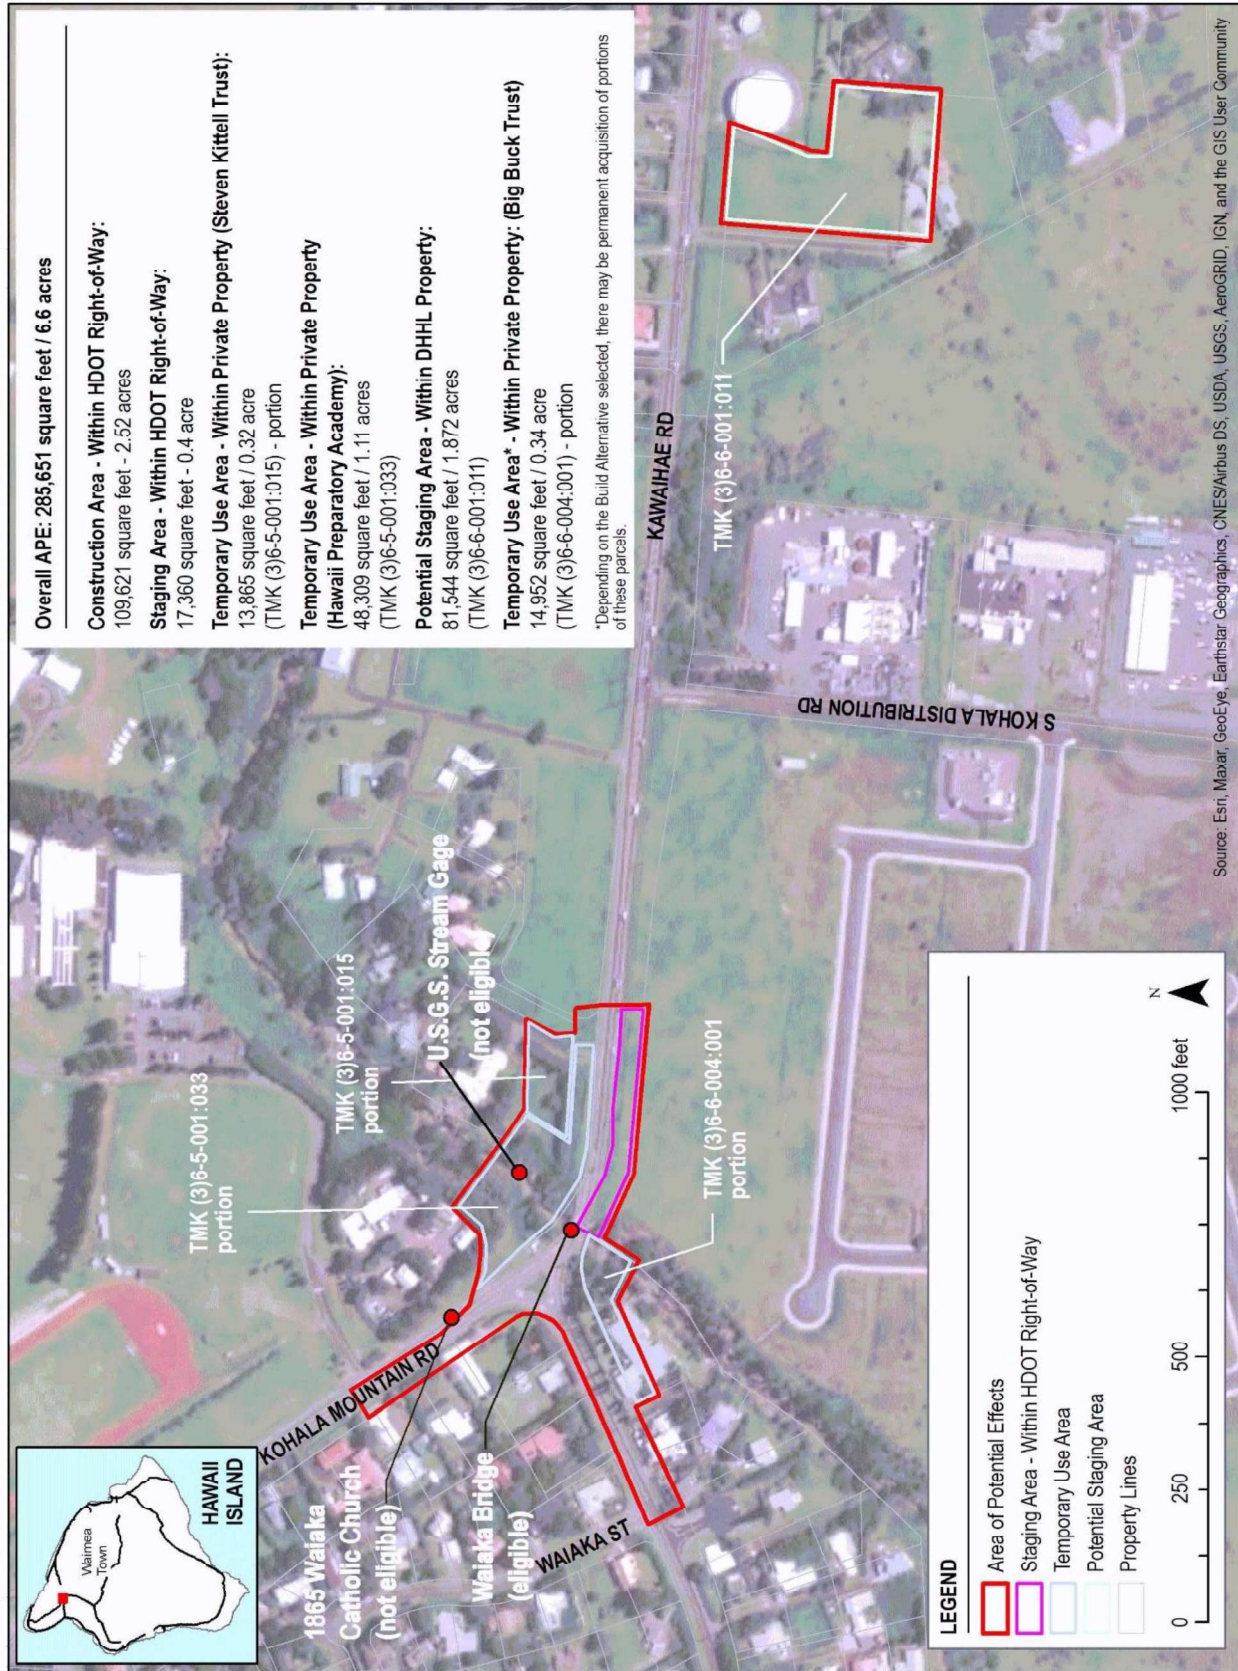 Overall APE: 285,651 square feet / 6.6 acres
Construction Area - Within HDOT Right-of-Way:
109,621 square feet - 2.52 acres
Staging Area - Within HDOT Right-of-Way:
17,360 square feet - 0.4 acre
Temporary Use Area - Within Private Property (Steven Kittell Trust):
13,865 square feet / 0.32 acre
(TMK (3)6-5-001:015) - portion
Temporary Use Area - Within Private Property
(Hawaii Preparatory Academy):
48,309 square feet / 1.11 acres
(TMK (3)6-5-001:033)
Potential Staging Area - Within DHHL Property:
81,544 square feet / 1.872 acres
(TMK (3)6-6-001:011)
Temporary Use Area* - Within Private Property: (Big Buck Trust)
14,952 square feet / 0.34 acre
(TMK (3)6-6-004:001) - portion
*Depending on the Build Alternative selected, there may be permanent acquisition of portions
of these parcels.
Waimea
Town
HAWAII
ISLAND
TMK (3)6-5-001:033
portion
TMK (3)6-5-001:015
portion
U.S.G.S. Stream Gage
(not eligible)
KOHALA MOUNTAIN RD
1865 Waiaka
Catholic Church
(not eligible)
Waiaka Bridge
(eligible)
WAIAKA ST
TMK (3)6-6-004:001
portion
KAWAIHAE RD
TMK (3)6-6-001:011
S KOHALA DISTRIBUTION RD
LEGEND
Area of Potential Effects
Staging Area - Within HDOT Right-of-Way
Temporary Use Area
Potential Staging Area
Property Lines
0 250 500 1000 feet
N
Source: Esri, Maxar, GeoEye, Earthstar Geographics, CNES/Airbus DS, USDA, USGS, AeroGRID, IGN, and the GIS User Community